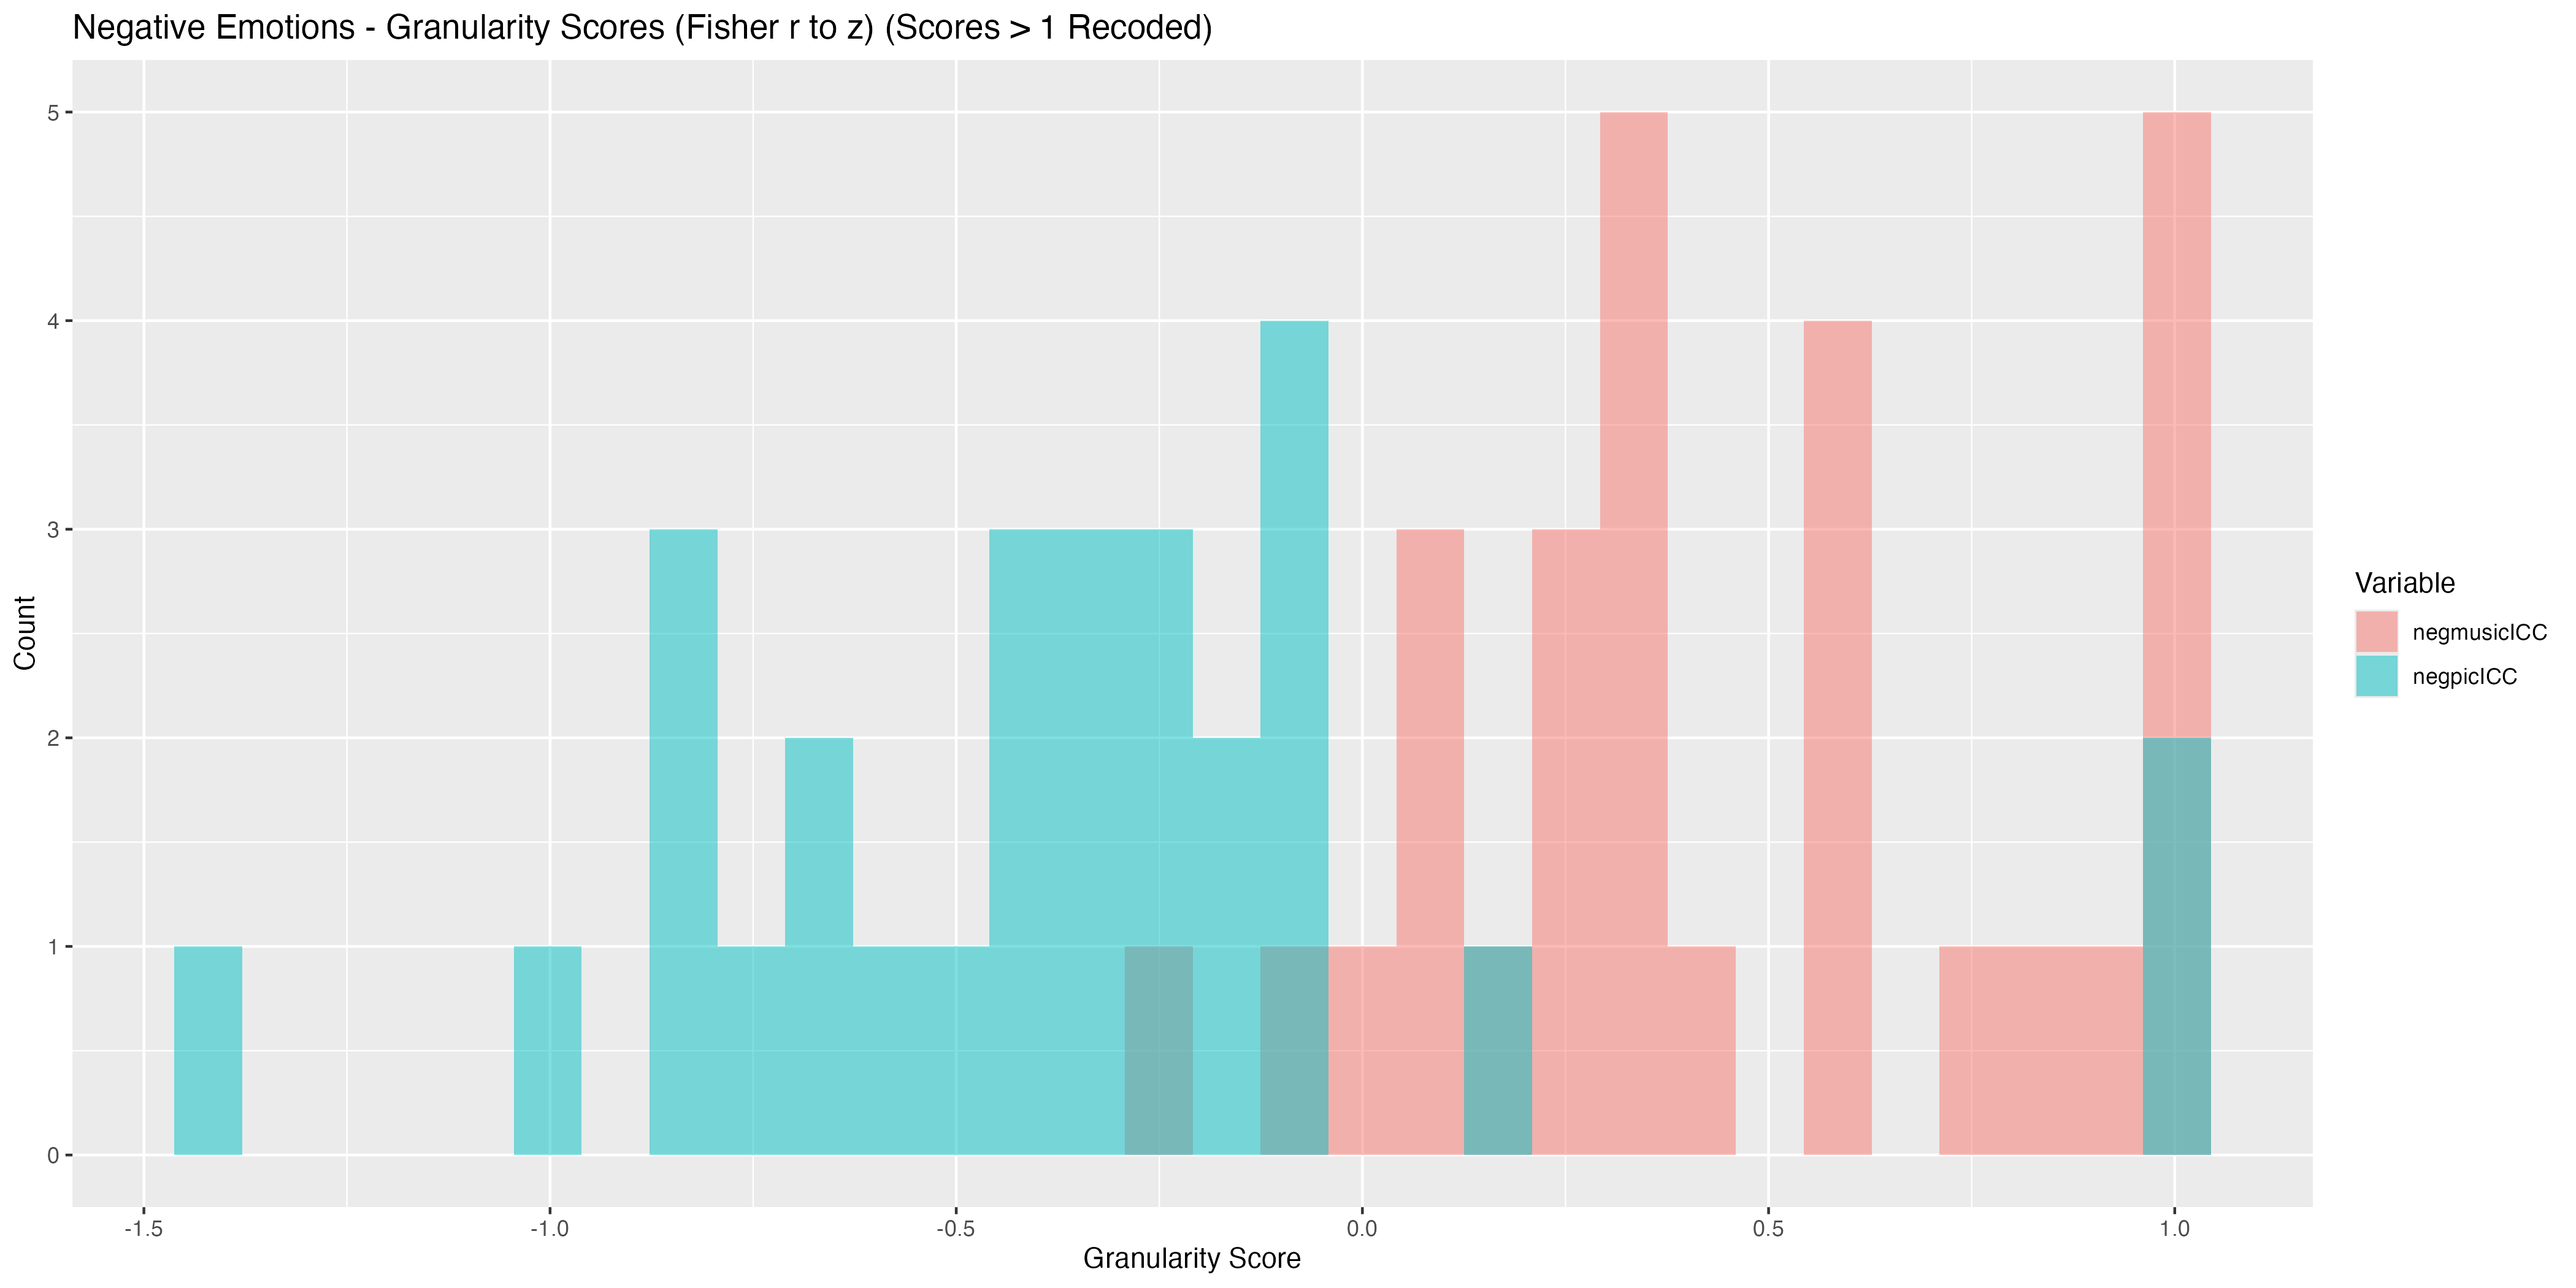 Negative Emotions - Granularity Scores (Fisher r to z) (Scores > 1 Recoded)
5
4
3
2
1
0
Count
-1.5 -1.0 -0.5 0.0 0.5 1.0
Granularity Score
Variable
negmusicICC
negpicICC